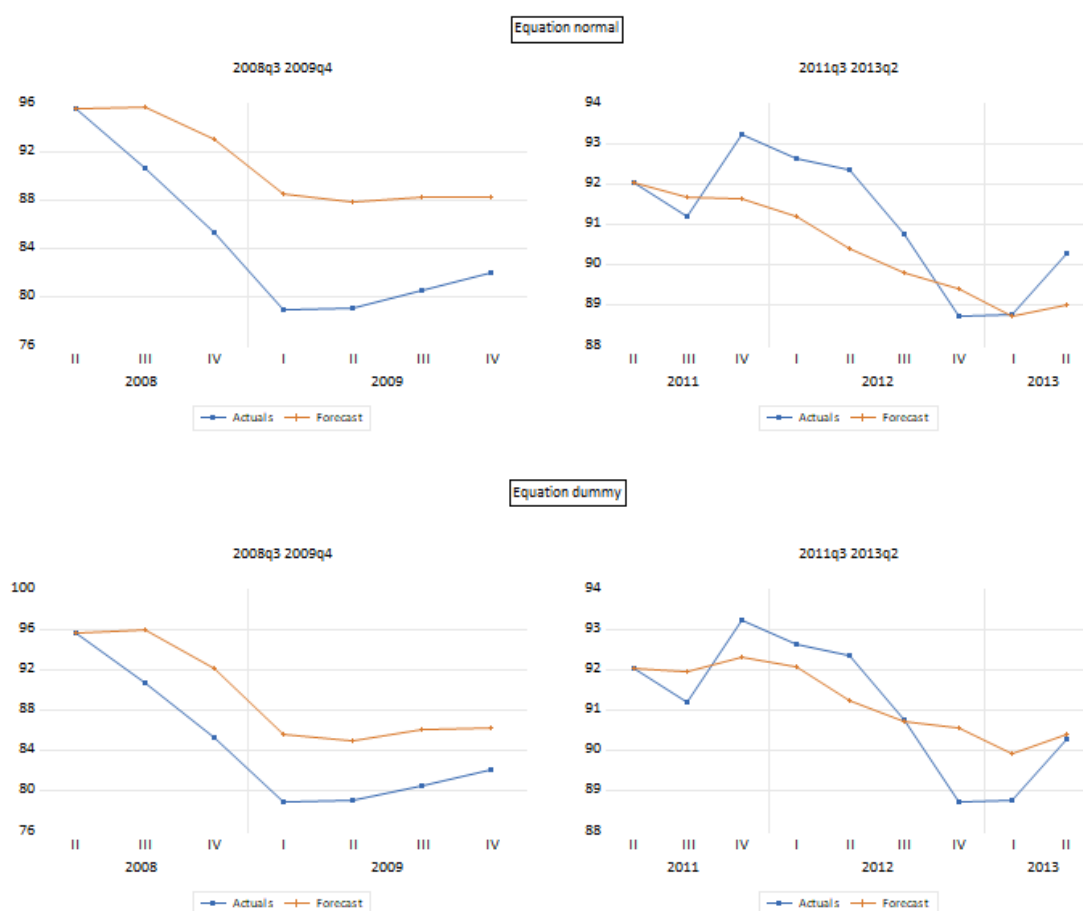 Equation normal
2008q3 2009q4
96
92
88
84
80
76
II III IV I II III IV
2008 2009
Actuals Forecast
2011q3 2013q2
94
93
92
91
90
89
88
II III IV I II III IV I II
2011 2012 2013
Actuals Forecast
Equation dummy
2008q3 2009q4
100
96
92
88
84
80
76
II III IV I II III IV
2008 2009
Actuals Forecast
2011q3 2013q2
94
93
92
91
90
89
88
II III IV I II III IV I II
2011 2012 2013
Actuals Forecast